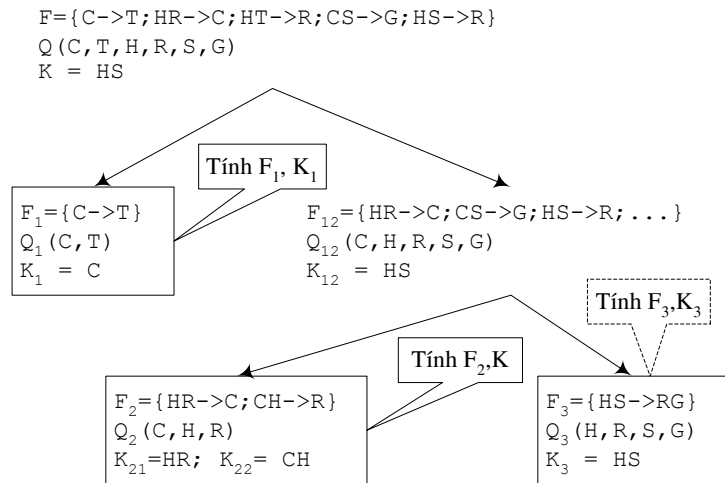 F={C->T;HR->C;HT->R;CS->G;HS->R}
Q(C,T,H,R,S,G)
K = HS
Tính F₁, K₁
F₁={C->T}
Q₁(C,T)
K₁ = C
F₁₂={HR->C;CS->G;HS->R;...}
Q₁₂(C,H,R,S,G)
K₁₂ = HS
Tính F₃,K₃
Tính F₂,K
F₂={HR->C;CH->R}
Q₂(C,H,R)
K₂₁=HR; K₂₂= CH
F₃={HS->RG}
Q₃(H,R,S,G)
K₃ = HS